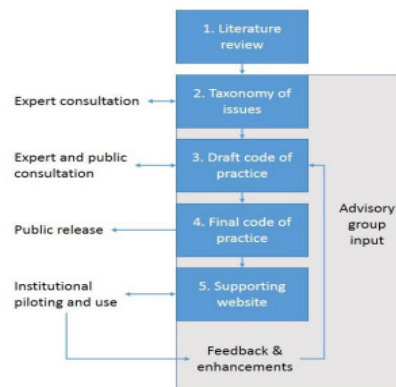 1. Literature
review
Expert consultation
2. Taxonomy of
issues
Expert and public
consultation
3. Draft code of
practice
Advisory
group
input
Public release
4. Final code of
practice
Institutional
piloting and use
5. Supporting
website
Feedback &
enhancements